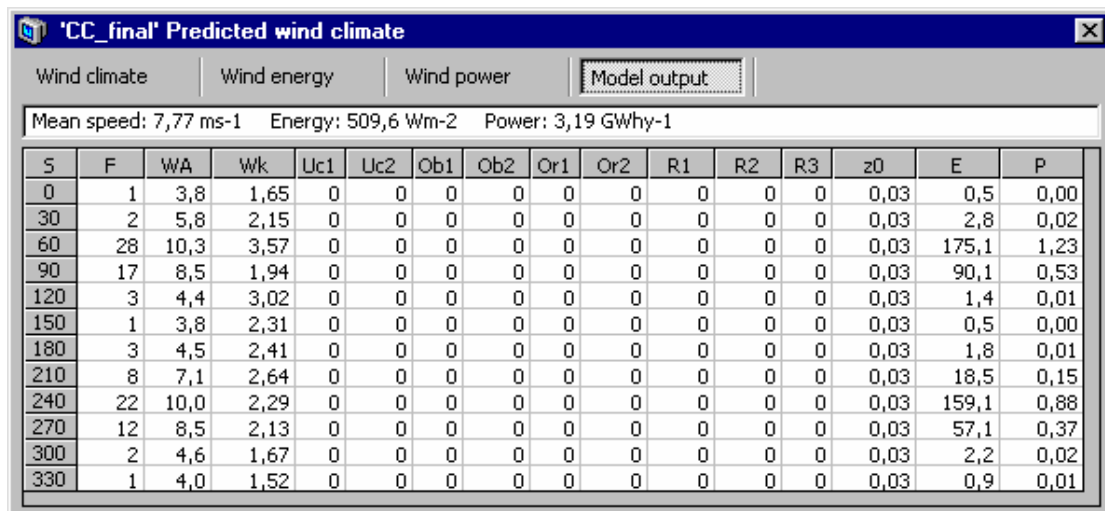 'CC_final' Predicted wind climate
Wind climate Wind energy Wind power Model output
Mean speed: 7,77 ms-1 Energy: 509,6 Wm-2 Power: 3,19 GWhy-1
S F WA Wk Uc1 Uc2 Ob1 Ob2 Or1 Or2 R1 R2 R3 z0 E P
0 1 3,8 1,65 0 0 0 0 0 0 0 0 0 0,03 0,5 0,00
30 2 5,8 2,15 0 0 0 0 0 0 0 0 0 0,03 2,8 0,02
60 28 10,3 3,57 0 0 0 0 0 0 0 0 0 0,03 175,1 1,23
90 17 8,5 1,94 0 0 0 0 0 0 0 0 0 0,03 90,1 0,53
120 3 4,4 3,02 0 0 0 0 0 0 0 0 0 0,03 1,4 0,01
150 1 3,8 2,31 0 0 0 0 0 0 0 0 0 0,03 0,5 0,00
180 3 4,5 2,41 0 0 0 0 0 0 0 0 0 0,03 1,8 0,01
210 8 7,1 2,64 0 0 0 0 0 0 0 0 0 0,03 18,5 0,15
240 22 10,0 2,29 0 0 0 0 0 0 0 0 0 0,03 159,1 0,88
270 12 8,5 2,13 0 0 0 0 0 0 0 0 0 0,03 57,1 0,37
300 2 4,6 1,67 0 0 0 0 0 0 0 0 0 0,03 2,2 0,02
330 1 4,0 1,52 0 0 0 0 0 0 0 0 0 0,03 0,9 0,01